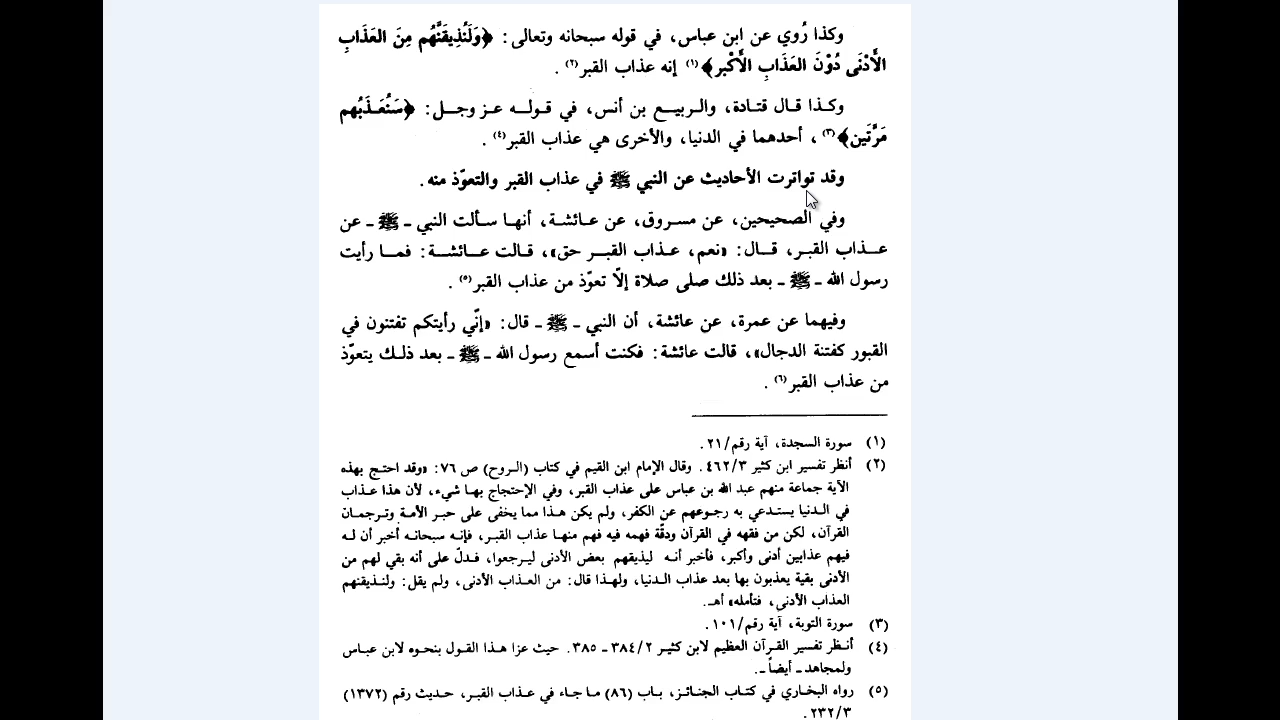 وكذا رُوي عن ابن عباس، في قوله سبحانه وتعالى: ﴿وَلَنُذِيقَنَّهُم مِنَ العَذَابِ
الأَدْنَى دُوْنَ العَذَابِ الأَكْبر﴾(١) إنه عذاب القبر(٢).
وكذا قال قتادة، والربيع بن أنس، في قوله عز وجل: ﴿سَنُعَذِّبُهم
مَرَّتَين﴾(٣)، أحدهما في الدنيا، والأخرى هي عذاب القبر(٤).
وقد تواترت الأحاديث عن النبي ﷺ في عذاب القبر والتعوّذ منه.
وفي الصحيحين، عن مسروق، عن عائشة، أنها سألت النبي ـ ﷺ ـ عن
عذاب القبر، قال: «نعم، عذاب القبر حق»، قالت عائشة: فما رأيت
رسول الله ـ ﷺ ـ بعد ذلك صلى صلاة إلّا تعوّذ من عذاب القبر(٥).
وفيهما عن عمرة، عن عائشة، أن النبي ـ ﷺ ـ قال: «إنّي رأيتكم تفتنون في
القبور كفتنة الدجال»، قالت عائشة: فكنت أسمع رسول الله ـ ﷺ ـ بعد ذلك يتعوّذ
من عذاب القبر(٦).
(١) سورة السجدة، آية رقم/٢١.
(٢) أنظر تفسير ابن كثير ٤٦٢/٣. وقال الإمام ابن القيم في كتاب (الروح) ص ٧٦: «وقد احتج بهذه
الآية جماعة منهم عبد الله بن عباس على عذاب القبر، وفي الإحتجاج بها شيء، لأن هذا عذاب
في الدنيا يستدعي به رجوعهم عن الكفر، ولم يكن هذا مما يخفى على حبر الأمة وترجمان
القرآن، لكن من فقهه في القرآن ودقّة فهمه فيه فهم منها عذاب القبر، فإنه سبحانه أخبر أن له
فيهم عذابين أدنى وأكبر، فأخبر أنه ليذيقهم بعض الأدنى ليرجعوا، فدلّ على أنه بقي لهم من
الأدنى بقية يعذبون بها بعد عذاب الدنيا، ولهذا قال: من العذاب الأدنى، ولم يقل: ولنذيقنهم
العذاب الأدنى، فتأمله» أهـ.
(٣) سورة التوبة، آية رقم/١٠١.
(٤) أنظر تفسير القرآن العظيم لابن كثير ٣٨٤/٢ ـ ٣٨٥. حيث عزا هذا القول بنحوه لابن عباس
ولمجاهد ـ أيضاً ـ.
(٥) رواه البخاري في كتاب الجنائز، باب (٨٦) ما جاء في عذاب القبر، حديث رقم (١٣٧٢)
٢٣٢/٣.